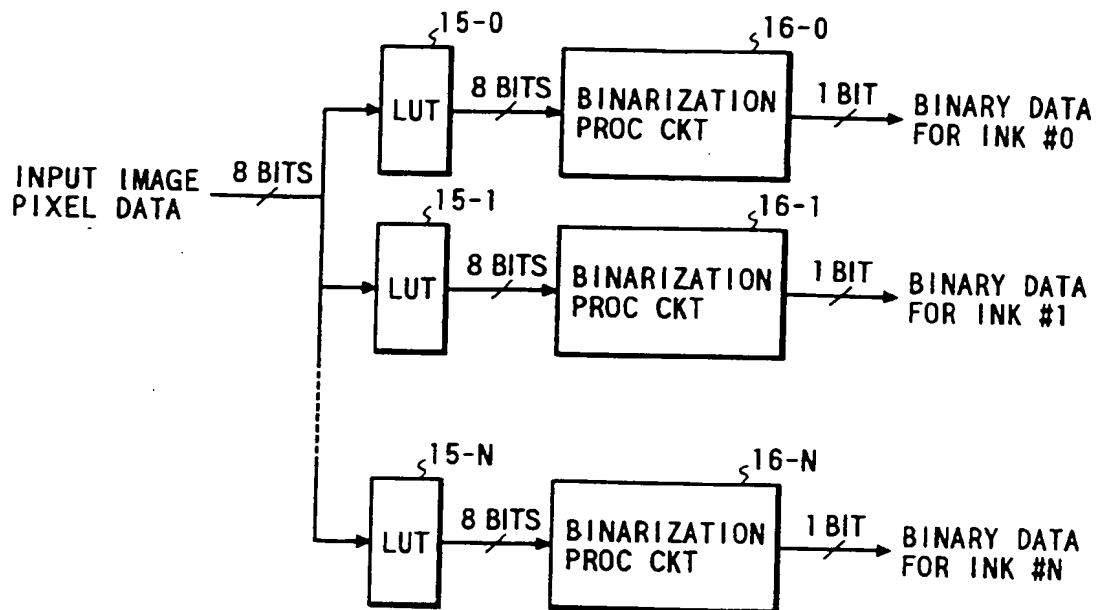 15-0
16-0
8 BITS
1 BIT
LUT
BINARIZATION
PROC CKT
BINARY DATA
FOR INK #0
INPUT IMAGE
PIXEL DATA
8 BITS
15-1
16-1
8 BITS
1 BIT
LUT
BINARIZATION
PROC CKT
BINARY DATA
FOR INK #1
15-N
16-N
8 BITS
1 BIT
LUT
BINARIZATION
PROC CKT
BINARY DATA
FOR INK #N